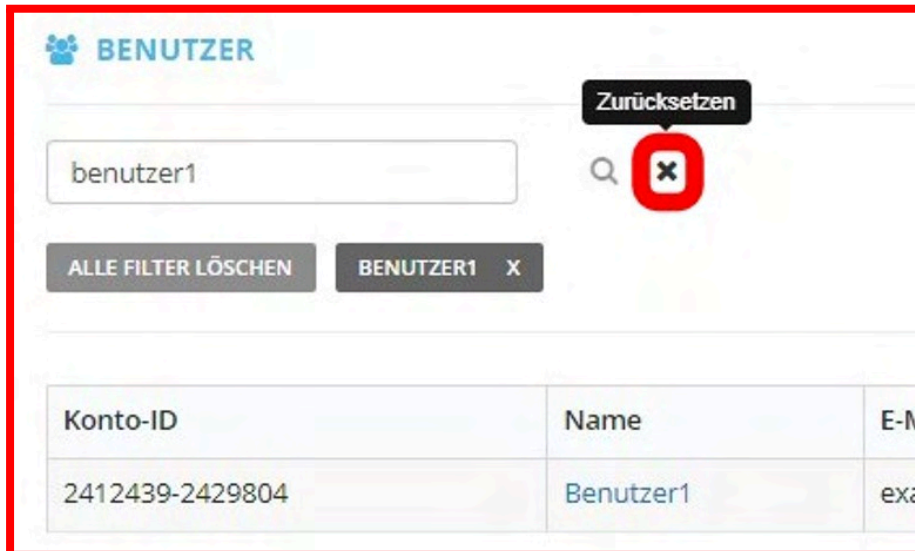 BENUTZER
Zurücksetzen
benutzer1
ALLE FILTER LÖSCHEN BENUTZER1 X
Konto-ID Name
2412439-2429804 Benutzer1